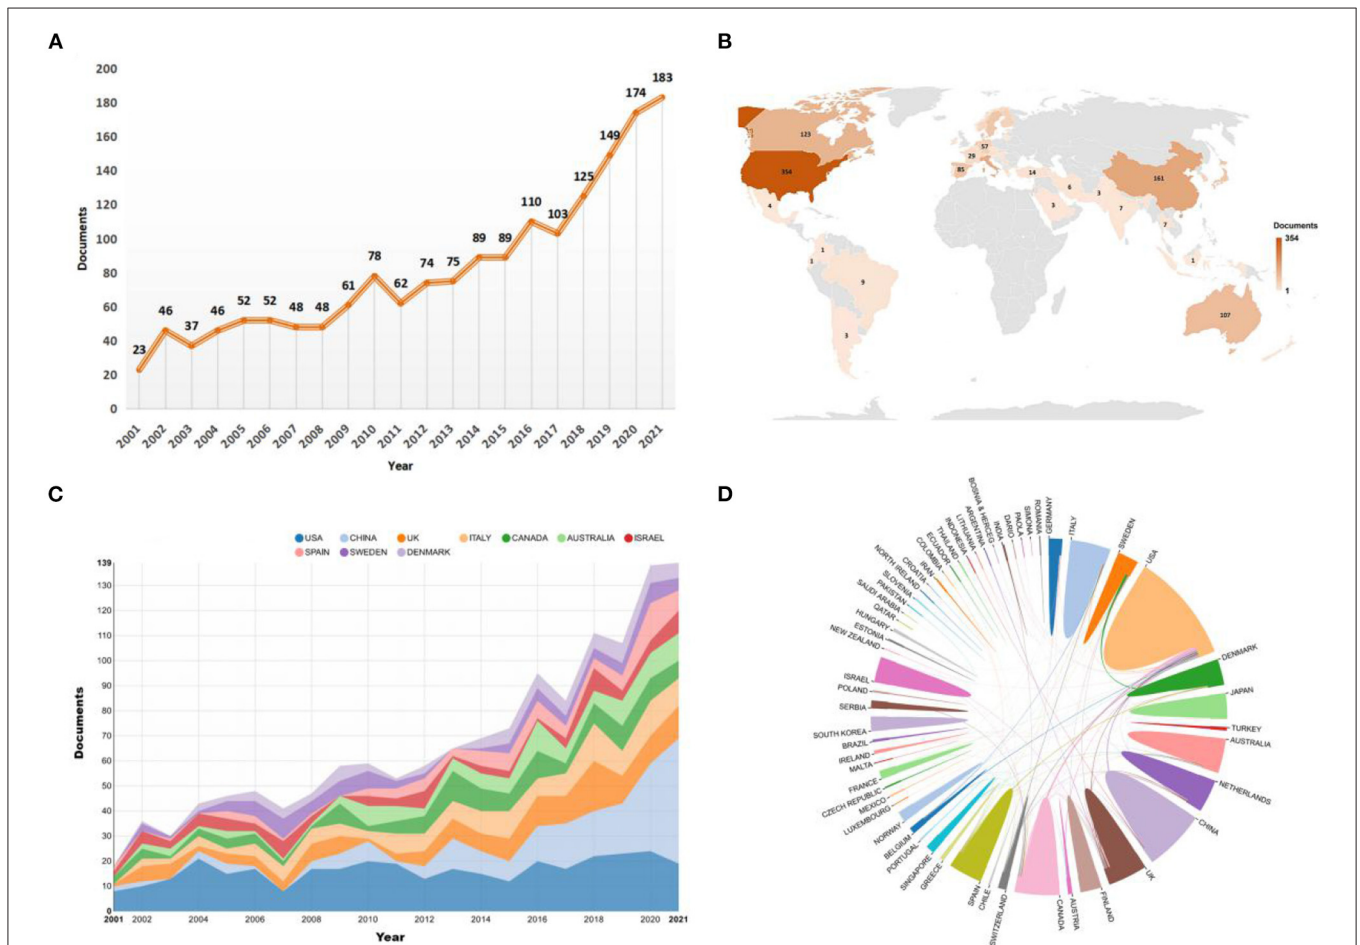 A
200
180
160
140
120
100
80
60
40
20
0
Documents
23
46
37
46
52
52
48
48
61
78
62
74
75
89
89
110
103
125
149
174
183
2001
2002
2003
2004
2005
2006
2007
2008
2009
2010
2011
2012
2013
2014
2015
2016
2017
2018
2019
2020
2021
Year
B
123
354
4
1
1
9
3
57
29
85
14
6
3
3
7
7
161
1
107
Documents
354
1
C
USA
CHINA
UK
ITALY
CANADA
AUSTRALIA
ISRAEL
SPAIN
SWEDEN
DENMARK
139
130
120
110
100
90
80
70
60
50
40
30
20
10
0
Documents
2001
2002
2004
2006
2008
2010
2012
2014
2016
2018
2020
2021
Year
D
GERMANY
ITALY
SWEDEN
USA
DENMARK
JAPAN
TURKEY
AUSTRALIA
NETHERLANDS
CHINA
UK
FINLAND
AUSTRIA
CANADA
SWITZERLAND
CHILE
SPAIN
GREECE
SINGAPORE
PORTUGAL
BELGIUM
NORWAY
LUXEMBOURG
MEXICO
CZECH REPUBLIC
FRANCE
MALTA
IRELAND
BRAZIL
SOUTH KOREA
SERBIA
POLAND
ISRAEL
NEW ZEALAND
ESTONIA
HUNGARY
QATAR
SAUDI ARABIA
PAKISTAN
SLOVENIA
NORTH IRELAND
CROATIA
IRAN
COLOMBIA
ECUADOR
THAILAND
INDONESIA
LITHUANIA
ARGENTINA
BOSNIA & HERCEG
INDIA
DARIO
PAOLA
SIMONA
ROMANIA